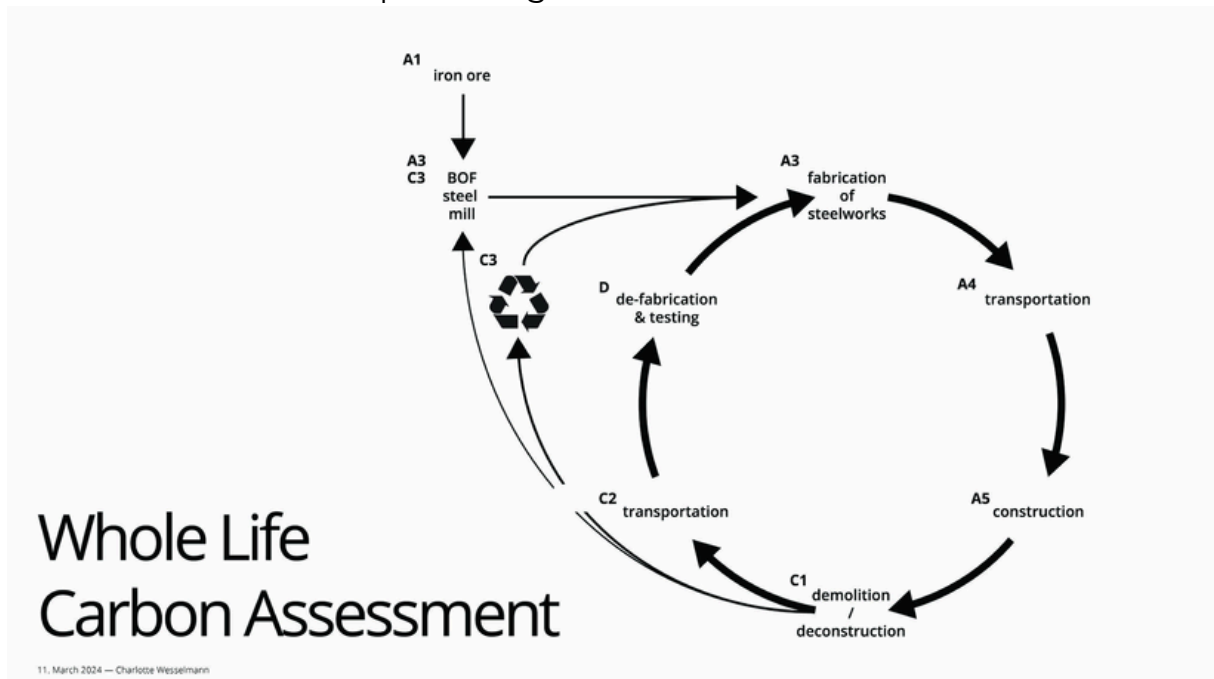 A1
iron ore
A3
C3
BOF
steel
mill
A3
fabrication
of
steelworks
C3
D
de-fabrication
& testing
A4
transportation
C2
transportation
A5
construction
C1
demolition
/
deconstruction
Whole Life
Carbon Assessment
11. March 2024 — Charlotte Wesselmann